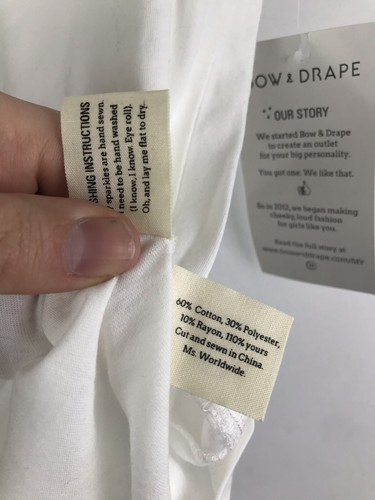 OW & DRAPE
OUR STORY
We started Bow & Drape
to create an outlet
for your big personality.
You got one. We like that.
So in 2012, we began making
cheeky, loud fashion
for girls like you.
Read the full story at
SHING INSTRUCTIONS
sparkles are hand sewn.
need to be hand washed
(I know, I know. Eye roll).
Oh, and lay me flat to dry.
60% Cotton, 30% Polyester,
10% Rayon, 110% yours
Cut and sewn in China.
Ms. Worldwide.